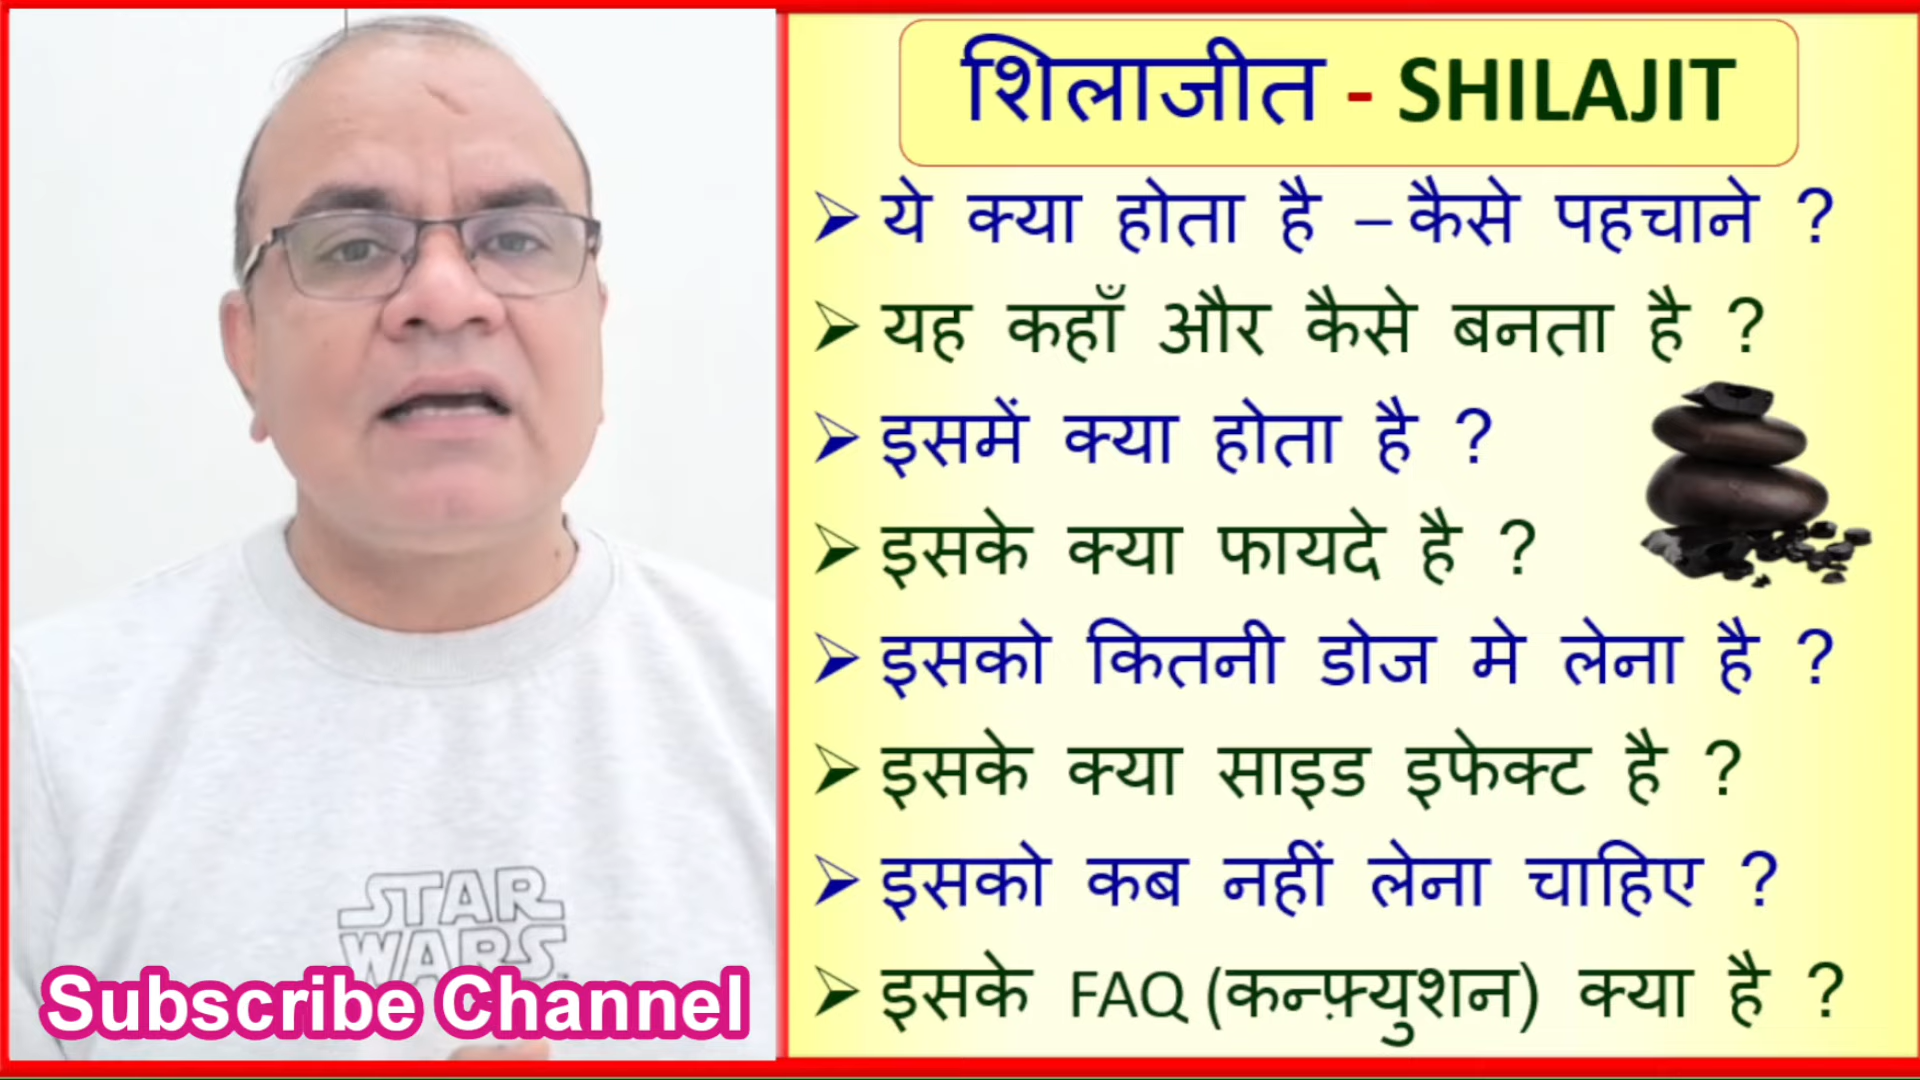 शिलाजीत - SHILAJIT
➢ ये क्या होता है – कैसे पहचाने ?
➢ यह कहाँ और कैसे बनता है ?
➢ इसमें क्या होता है ?
➢ इसके क्या फायदे है ?
➢ इसको कितनी डोज मे लेना है ?
➢ इसके क्या साइड इफेक्ट है ?
➢ इसको कब नहीं लेना चाहिए ?
➢ इसके FAQ (कन्फ़्युशन) क्या है ?
STAR
WARS
Subscribe Channel